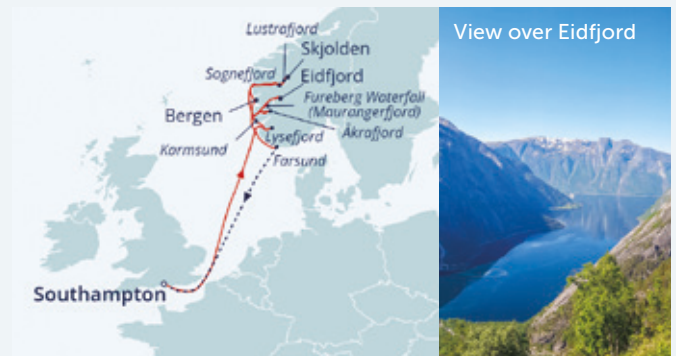 Lustrafjord
Skjolden
Sognefjord
Eidfjord
Fureberg Waterfall
(Maurangerfjord)
Bergen
Åkrafjord
Karmsund
Lysefjord
Farsund
Southampton
View over Eidfjord